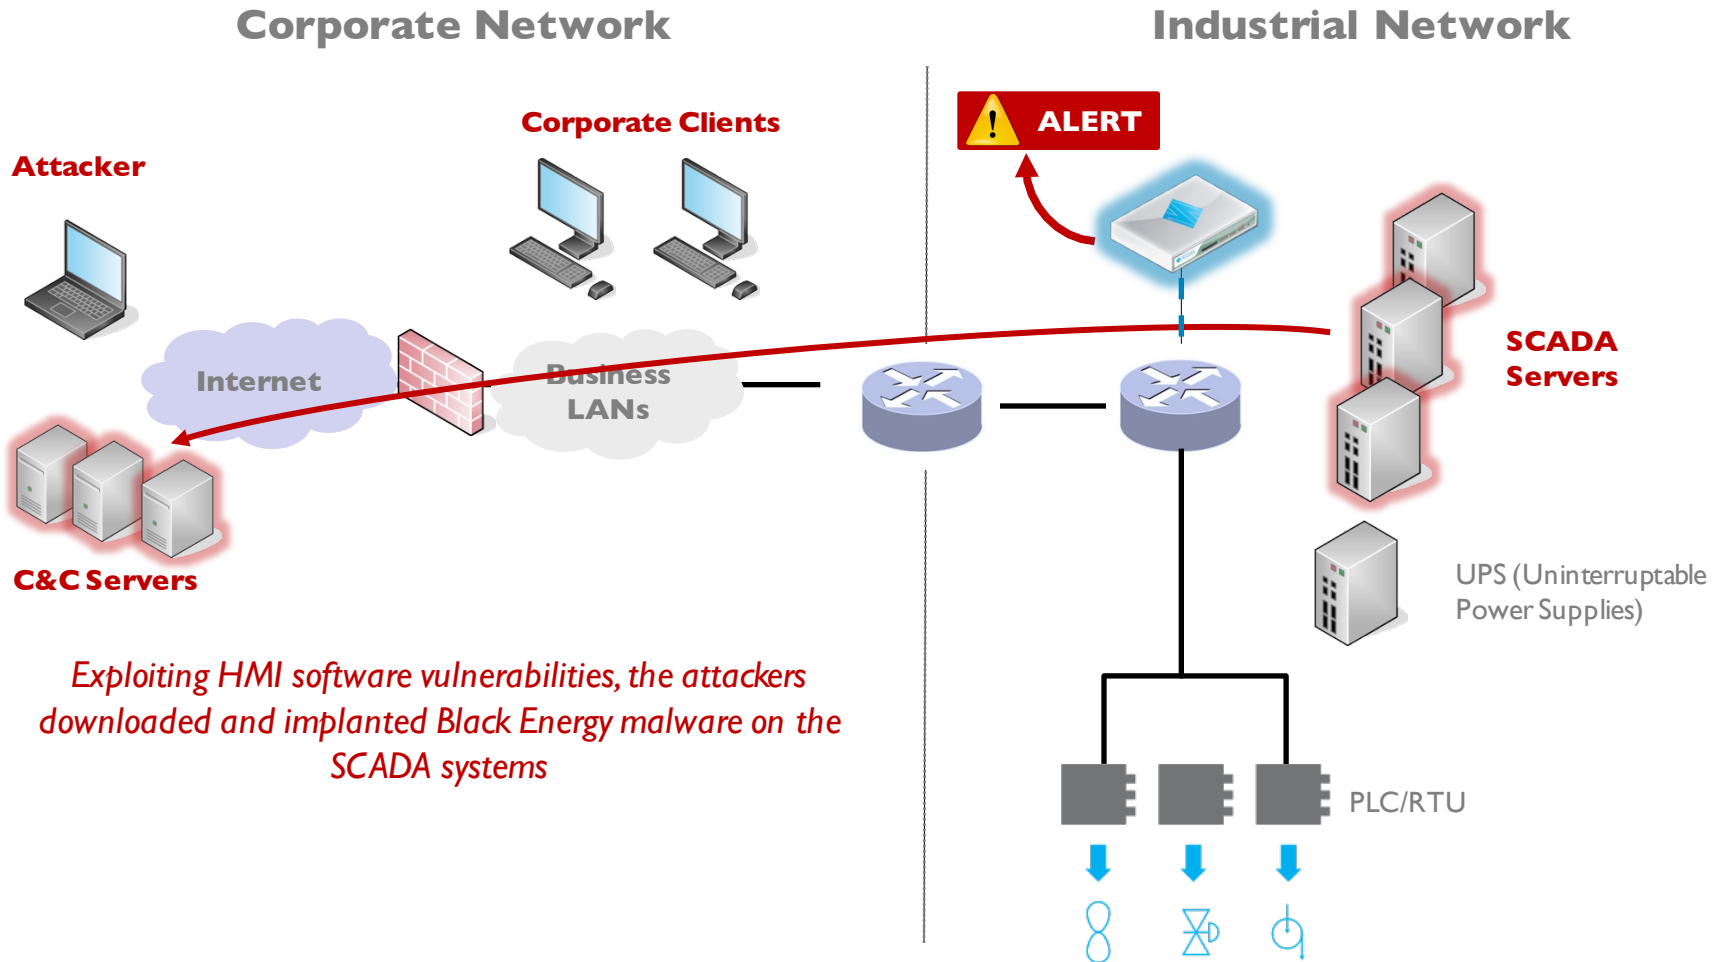 Corporate Network
Industrial Network
Corporate Clients
ALERT
Attacker
Internet
Business
LANs
SCADA
Servers
C&C Servers
UPS (Uninterruptable
Power Supplies)
Exploiting HMI software vulnerabilities, the attackers
downloaded and implanted Black Energy malware on the
SCADA systems
PLC/RTU